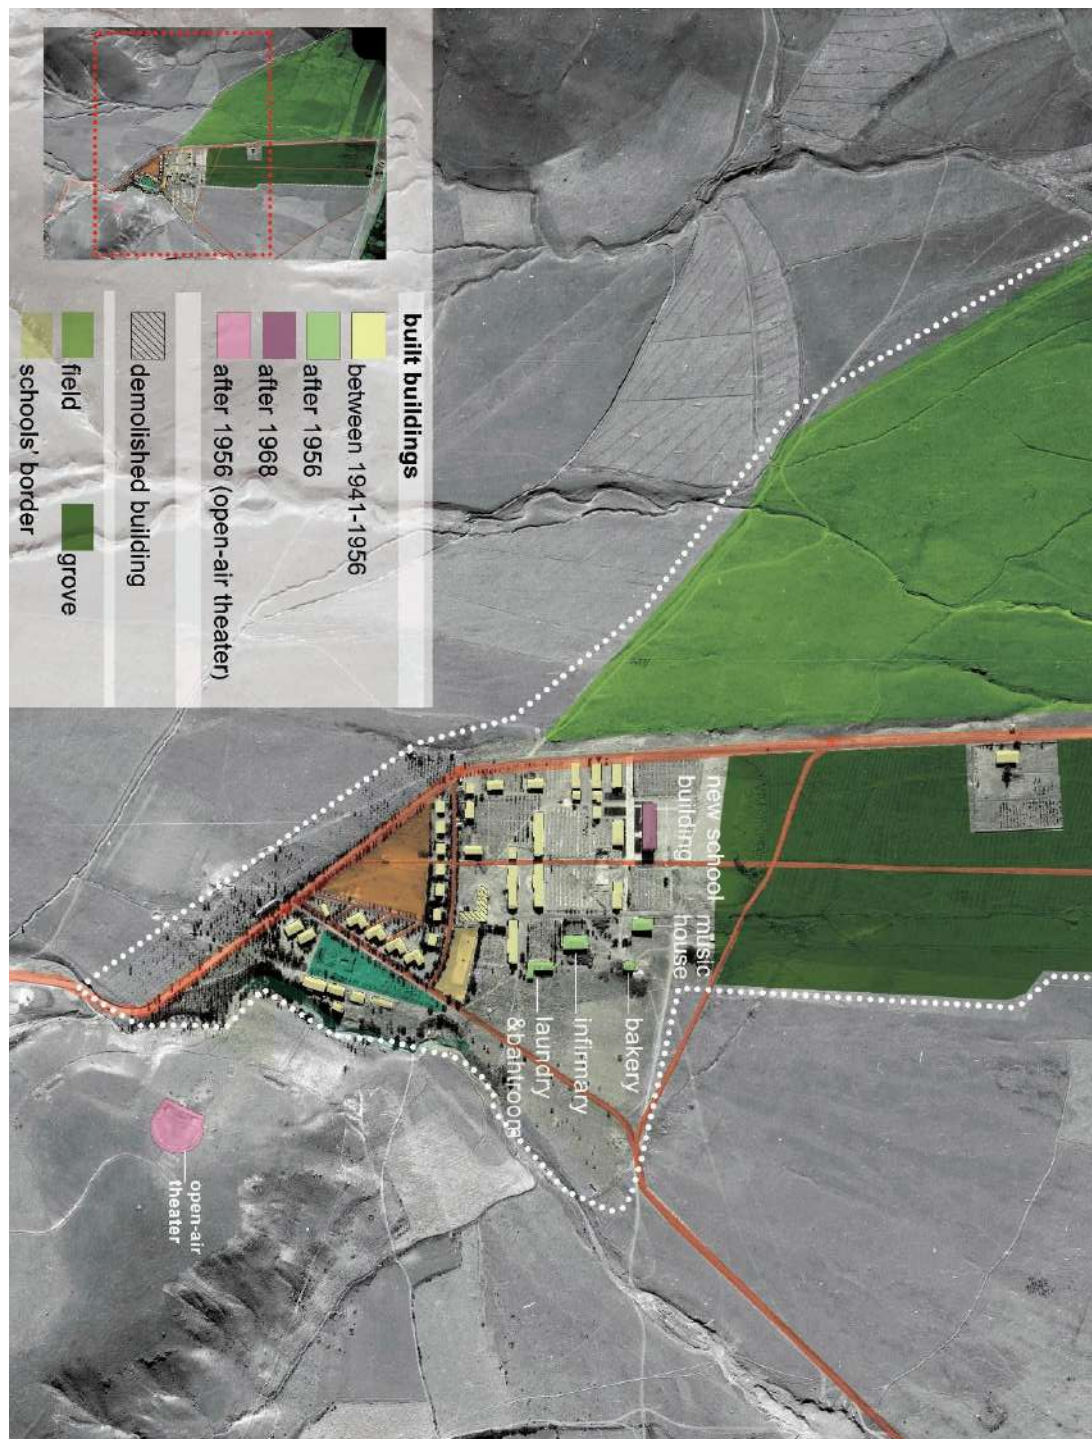 built buildings
between 1941-1956
after 1956
after 1968
after 1956 (open-air theater)
demolished building
field
grove
schools' border
new school
building
music
house
bakery
infirmary
laundry
&bahtroom
open-air
theater